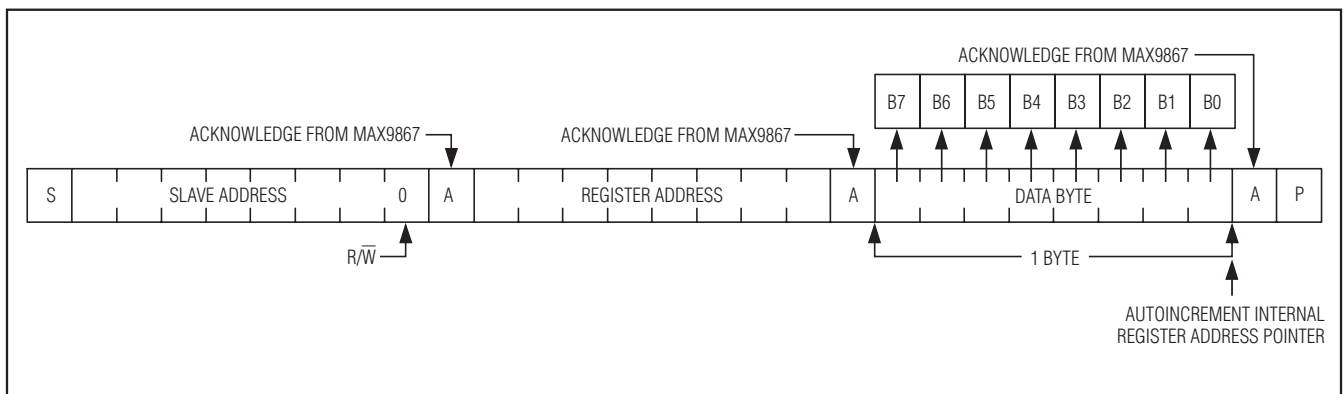 ACKNOWLEDGE FROM MAX9867
B7 B6 B5 B4 B3 B2 B1 B0
ACKNOWLEDGE FROM MAX9867 ACKNOWLEDGE FROM MAX9867
S SLAVE ADDRESS 0 A REGISTER ADDRESS A DATA BYTE A P
R/W̅ 1 BYTE
AUTOINCREMENT INTERNAL
REGISTER ADDRESS POINTER